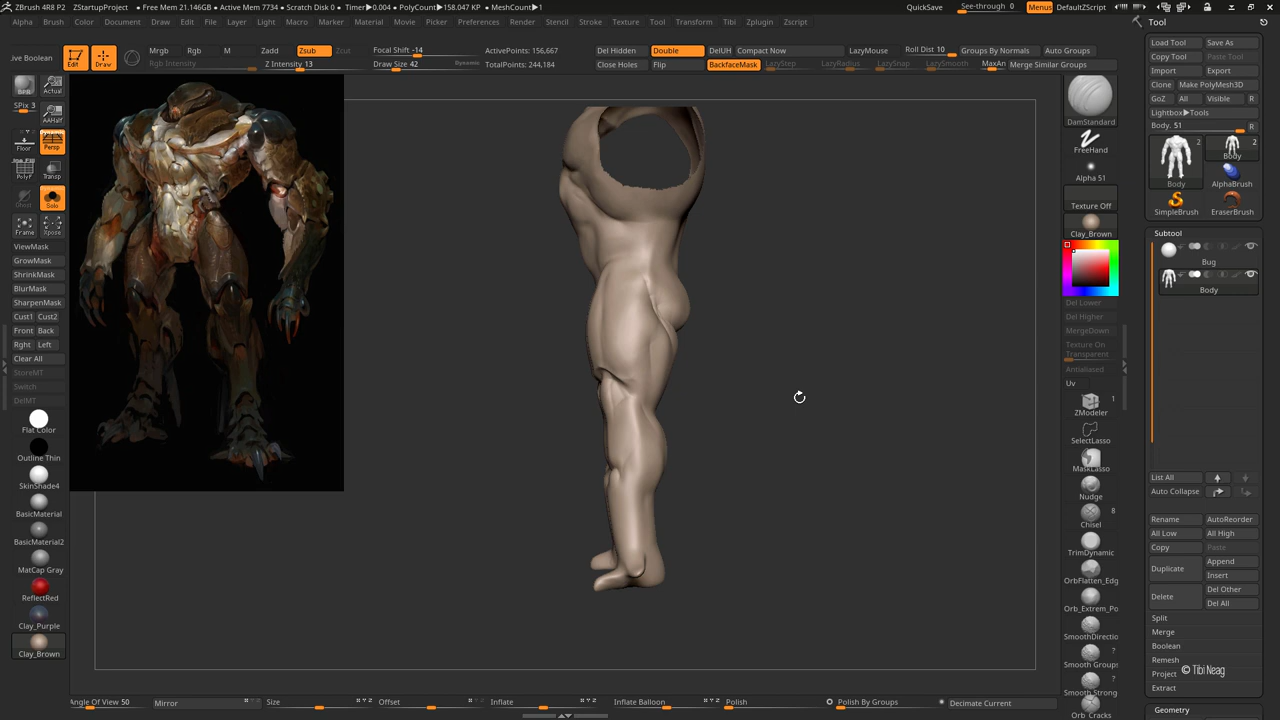 ZBrush 4R8 P2 ZStartupProject • Free Mem 21.146GB • Active Mem 7734 • Scratch Disk 0 • Timer▶0.004 • PolyCount▶158.047 KP • MeshCount▶1 QuickSave See-through 0 Menus DefaultZScript
Alpha Brush Color Document Draw Edit File Layer Light Macro Marker Material Movie Picker Preferences Render Stencil Stroke Texture Tool Transform Tibi Zplugin Zscript
ive Boolean
Edit
Draw
Mrgb Rgb M Zadd Zsub Zcut
Rgb Intensity
Z Intensity 13
Focal Shift -14
Draw Size 42
Dynamic
ActivePoints: 156,667
TotalPoints: 244,184
Del Hidden Double DelUH Compact Now LazyMouse Roll Dist 10 Groups By Normals Auto Groups
Close Holes Flip BackfaceMask LazyStep LazyRadius LazySnap LazySmooth MaxAn Merge Similar Groups
BPR
Actual
SPix 3
AAHalf
Floor
Persp
PolyF
Transp
Ghost
Solo
Frame
Xpose
ViewMask
GrowMask
ShrinkMask
BlurMask
SharpenMask
Cust1 Cust2
Front Back
Rght Left
Clear All
StoreMT
Switch
DelMT
Flat Color
Outline Thin
SkinShade4
BasicMaterial
BasicMaterial2
MatCap Gray
ReflectRed
Clay_Purple
Clay_Brown
DamStandard
FreeHand
Alpha 51
Texture Off
Clay_Brown
Del Lower
Del Higher
MergeDown
Texture On
Transparent
Antialiased
Uv
1
ZModeler
SelectLasso
MaskLasso
Nudge
8
Chisel
TrimDynamic
OrbFlatten_Edg
Orb_Extrem_Po
SmoothDirectio
?
Smooth Groups
?
Smooth Strong
Orb_Cracks
Tool
Load Tool Save As
Copy Tool Paste Tool
Import Export
Clone Make PolyMesh3D
GoZ All Visible R
Lightbox▶Tools
Body. 51 R
2
Body
2
Body
AlphaBrush
SimpleBrush
EraserBrush
Subtool
Bug
Body
List All
Auto Collapse
Rename AutoReorder
All Low All High
Copy Paste
Duplicate
Append
Insert
Delete
Del Other
Del All
Split
Merge
Boolean
Remesh
Project
© Tibi Neag
Extract
Geometry
Angle Of View 50 Mirror Size Offset Inflate Inflate Balloon Polish Polish By Groups Decimate Current